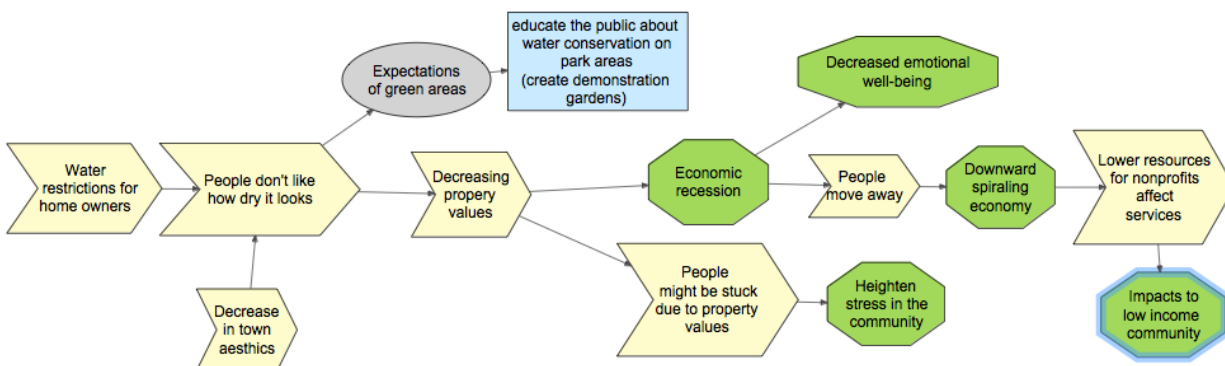 educate the public about
water conservation on
park areas
(create demonstration
gardens)
Expectations
of green areas
Decreased emotional
well-being
Water
restrictions for
home owners
People don't like
how dry it looks
Decreasing
propery
values
Economic
recession
People
move away
Downward
spiraling
economy
Lower resources
for nonprofits
affect
services
People
might be stuck
due to property
values
Heighten
stress in the
community
Impacts to
low income
community
Decrease
in town
aesthics